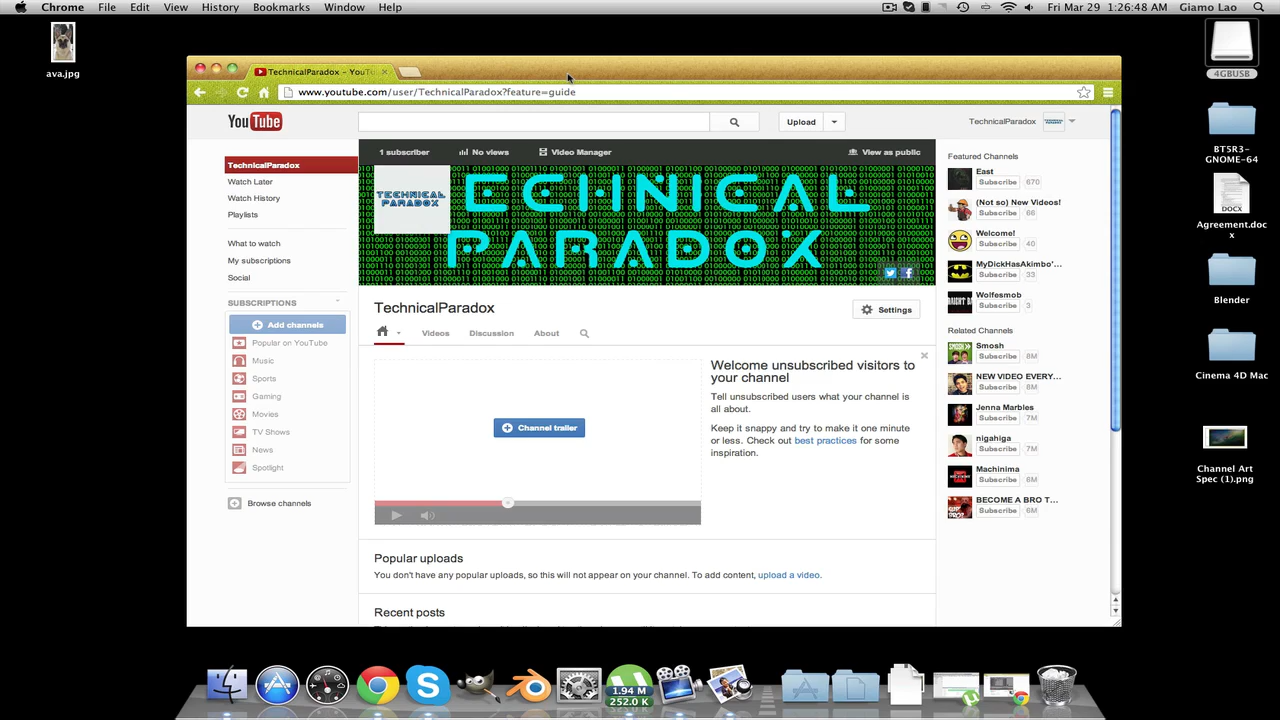 Chrome File Edit View History Bookmarks Window Help
Fri Mar 29 1:26:48 AM Giamo Lao
ava.jpg
TechnicalParadox – YouTu
www.youtube.com/user/TechnicalParadox?feature=guide
YouTube
Upload
TechnicalParadox
TechnicalParadox
Watch Later
Watch History
Playlists
What to watch
My subscriptions
Social
SUBSCRIPTIONS
Add channels
Popular on YouTube
Music
Sports
Gaming
Movies
TV Shows
News
Spotlight
Browse channels
1 subscriber No views Video Manager View as public
TECHNICAL
PARADOX
TECHNICAL
PARADOX
TechnicalParadox
Settings
Videos Discussion About
Channel trailer
Welcome unsubscribed visitors to
your channel
Tell unsubscribed users what your channel is
all about.
Keep it snappy and try to make it one minute
or less. Check out best practices for some
inspiration.
Popular uploads
You don't have any popular uploads, so this will not appear on your channel. To add content, upload a video.
Recent posts
Featured Channels
East
Subscribe 670
(Not so) New Videos!
Subscribe 66
Welcome!
Subscribe 40
MyDickHasAkimbo'...
Subscribe 33
Wolfesmob
Subscribe 3
Related Channels
Smosh
Subscribe 8M
NEW VIDEO EVERY...
Subscribe 6M
Jenna Marbles
Subscribe 7M
nigahiga
Subscribe 7M
Machinima
Subscribe 6M
BECOME A BRO T...
Subscribe 6M
4GBUSB
BT5R3-
GNOME-64
DOCX
Agreement.doc
x
Blender
Cinema 4D Mac
Channel Art
Spec (1).png
1.94 M
252.0 K